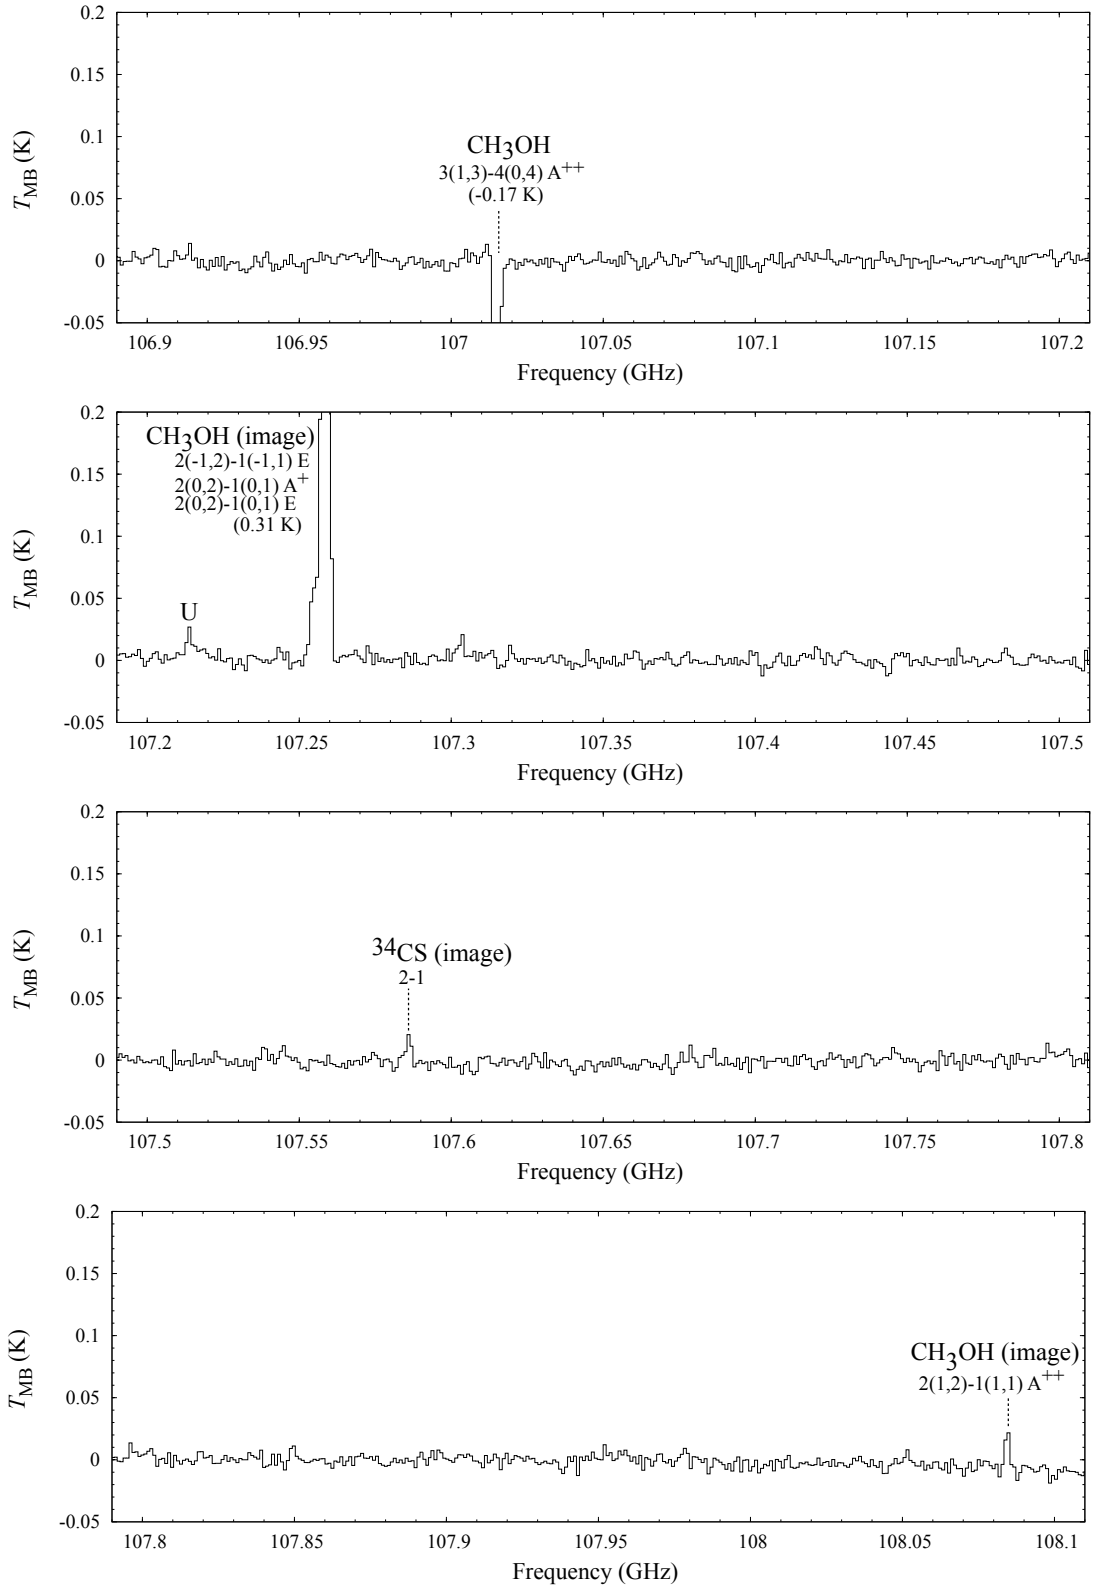 0.2
0.15
0.1
0.05
0
-0.05
T_MB (K)
CH3OH
3(1,3)-4(0,4) A++
(-0.17 K)
106.9 106.95 107 107.05 107.1 107.15 107.2
Frequency (GHz)
0.2
0.15
0.1
0.05
0
-0.05
T_MB (K)
CH3OH (image)
2(-1,2)-1(-1,1) E
2(0,2)-1(0,1) A+
2(0,2)-1(0,1) E
(0.31 K)
U
107.2 107.25 107.3 107.35 107.4 107.45 107.5
Frequency (GHz)
0.2
0.15
0.1
0.05
0
-0.05
T_MB (K)
34CS (image)
2-1
107.5 107.55 107.6 107.65 107.7 107.75 107.8
Frequency (GHz)
0.2
0.15
0.1
0.05
0
-0.05
T_MB (K)
CH3OH (image)
2(1,2)-1(1,1) A++
107.8 107.85 107.9 107.95 108 108.05 108.1
Frequency (GHz)